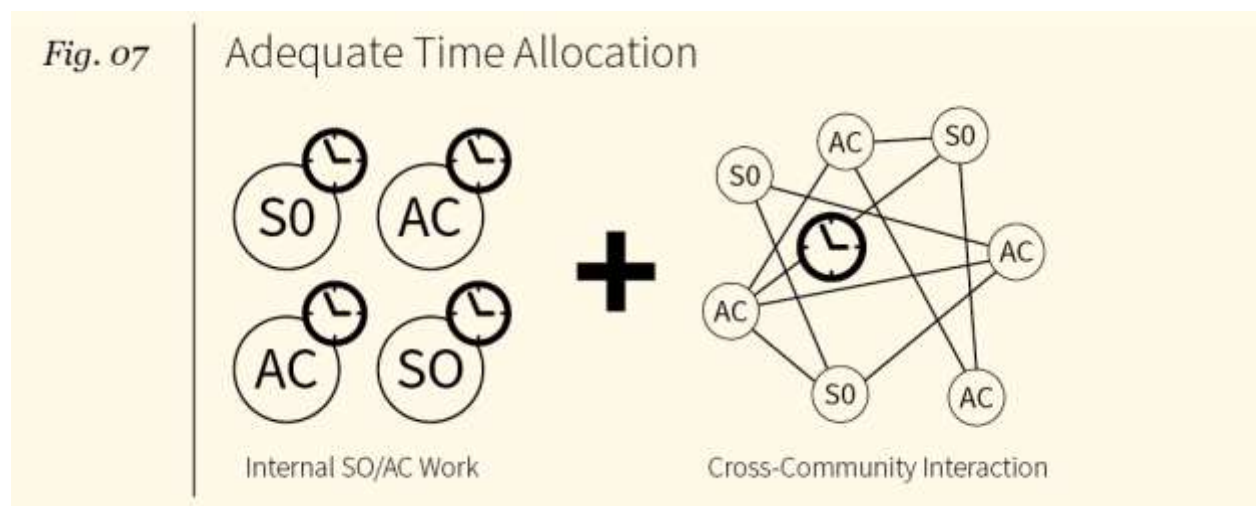 Fig. 07
Adequate Time Allocation
S0
AC
AC
SO
Internal SO/AC Work
+
AC
S0
S0
AC
AC
S0
AC
Cross-Community Interaction